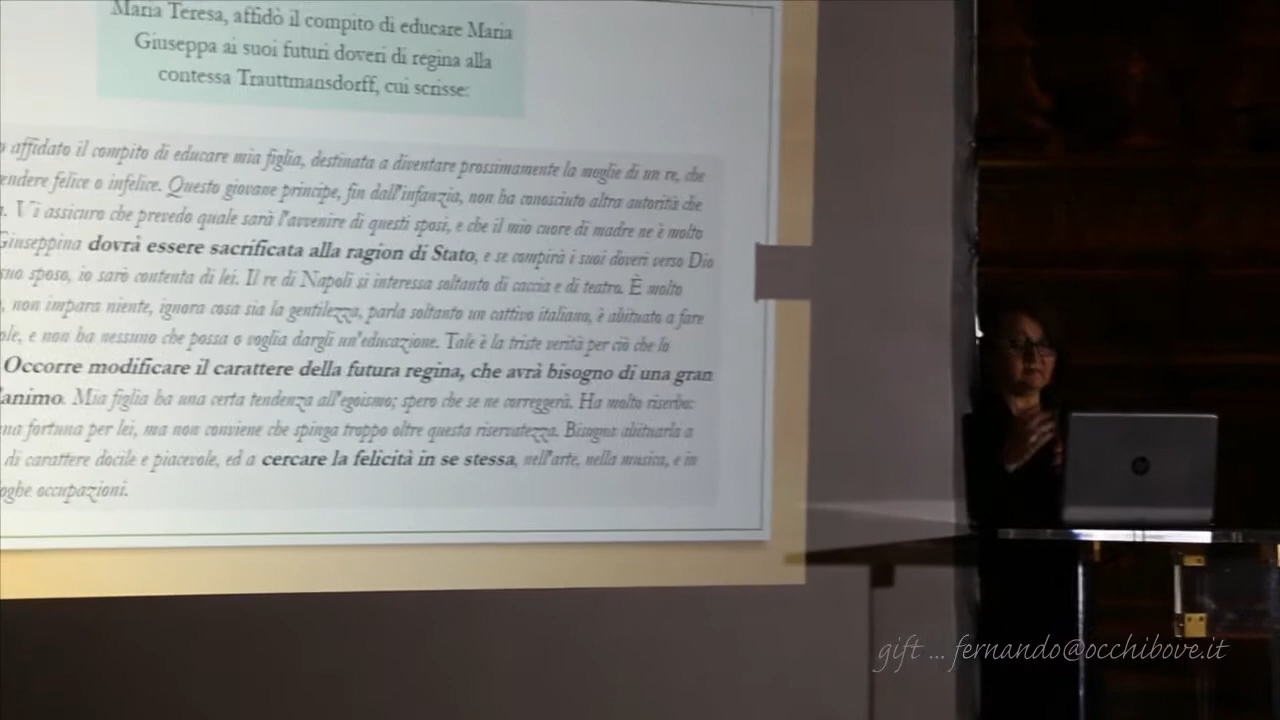 Maria Teresa, affidò il compito di educare Maria
Giuseppa ai suoi futuri doveri di regina alla
contessa Trauttmansdorff, cui scrisse:
affidato il compito di educare mia figlia, destinata a diventare prossimamente la moglie di un re, che
endere felice o infelice. Questo giovane principe, fin dall'infanzia, non ha conosciuto altra autorità che
. Vi assicuro che prevedo quale sarà l'avvenire di questi sposi, e che il mio cuore di madre ne è molto
Giuseppina dovrà essere sacrificata alla ragion di Stato, e se compirà i suoi doveri verso Dio
suo sposo, io sarò contenta di lei. Il re di Napoli si interessa soltanto di caccia e di teatro. È molto
, non impara niente, ignora cosa sia la gentilezza, parla soltanto un cattivo italiano, è abituato a fare
ole, e non ha nessuno che possa o voglia dargli un'educazione. Tale è la triste verità per ciò che lo
Occorre modificare il carattere della futura regina, che avrà bisogno di una gran
animo. Mia figlia ha una certa tendenza all'egoismo; spero che se ne correggerà. Ha molto riserbo:
na fortuna per lei, ma non conviene che spinga troppo oltre questa riservatezza. Bisogna abituarla a
di carattere docile e piacevole, ed a cercare la felicità in se stessa, nell'arte, nella musica, e in
oghe occupazioni.
hp
gift ... fernando@occhibove.it